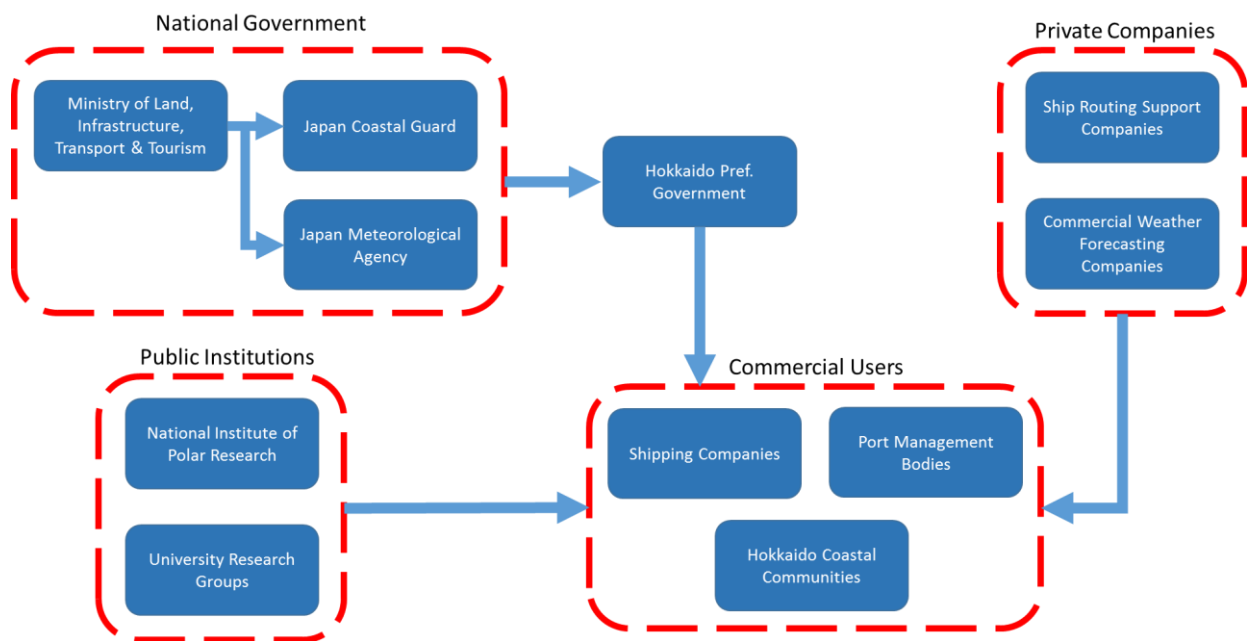 National Government
Ministry of Land,
Infrastructure,
Transport & Tourism
Japan Coastal Guard
Japan Meteorological
Agency
Hokkaido Pref.
Government
Private Companies
Ship Routing Support
Companies
Commercial Weather
Forecasting
Companies
Public Institutions
National Institute of
Polar Research
University Research
Groups
Commercial Users
Shipping Companies
Port Management
Bodies
Hokkaido Coastal
Communities